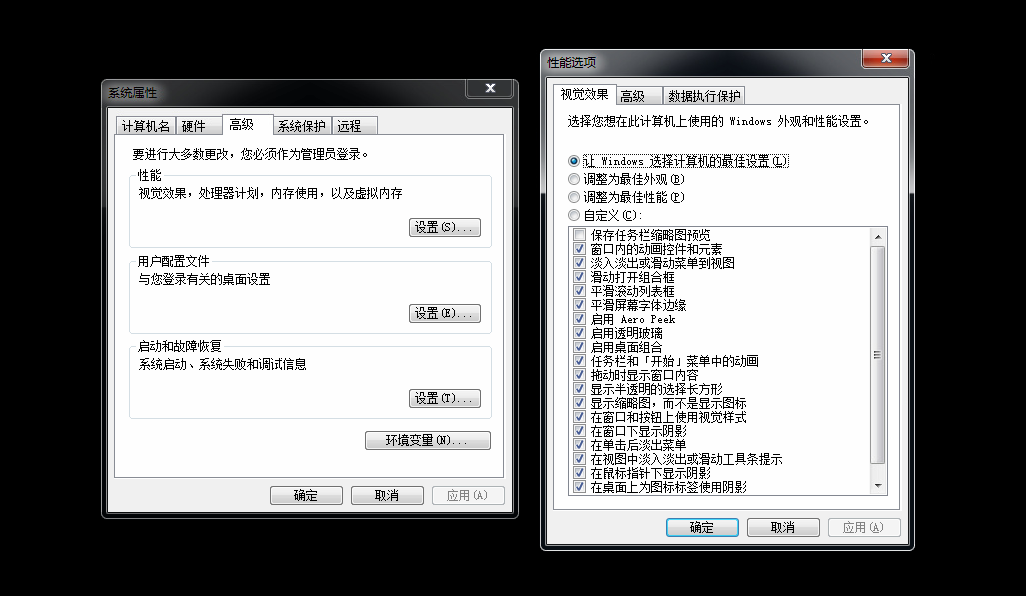 系统属性
计算机名
硬件
高级
系统保护
远程
要进行大多数更改，您必须作为管理员登录。
性能
视觉效果，处理器计划，内存使用，以及虚拟内存
设置(S)...
用户配置文件
与您登录有关的桌面设置
设置(E)...
启动和故障恢复
系统启动、系统失败和调试信息
设置(T)...
环境变量(N)...
确定
取消
应用(A)
性能选项
视觉效果
高级
数据执行保护
选择您想在此计算机上使用的 Windows 外观和性能设置。
让 Windows 选择计算机的最佳设置(L)
调整为最佳外观(B)
调整为最佳性能(P)
自定义(C):
保存任务栏缩略图预览
窗口内的动画控件和元素
淡入淡出或滑动菜单到视图
滑动打开组合框
平滑滚动列表框
平滑屏幕字体边缘
启用 Aero Peek
启用透明玻璃
启用桌面组合
任务栏和「开始」菜单中的动画
拖动时显示窗口内容
显示半透明的选择长方形
显示缩略图，而不是显示图标
在窗口和按钮上使用视觉样式
在窗口下显示阴影
在单击后淡出菜单
在视图中淡入淡出或滑动工具条提示
在鼠标指针下显示阴影
在桌面上为图标标签使用阴影
确定
取消
应用(A)